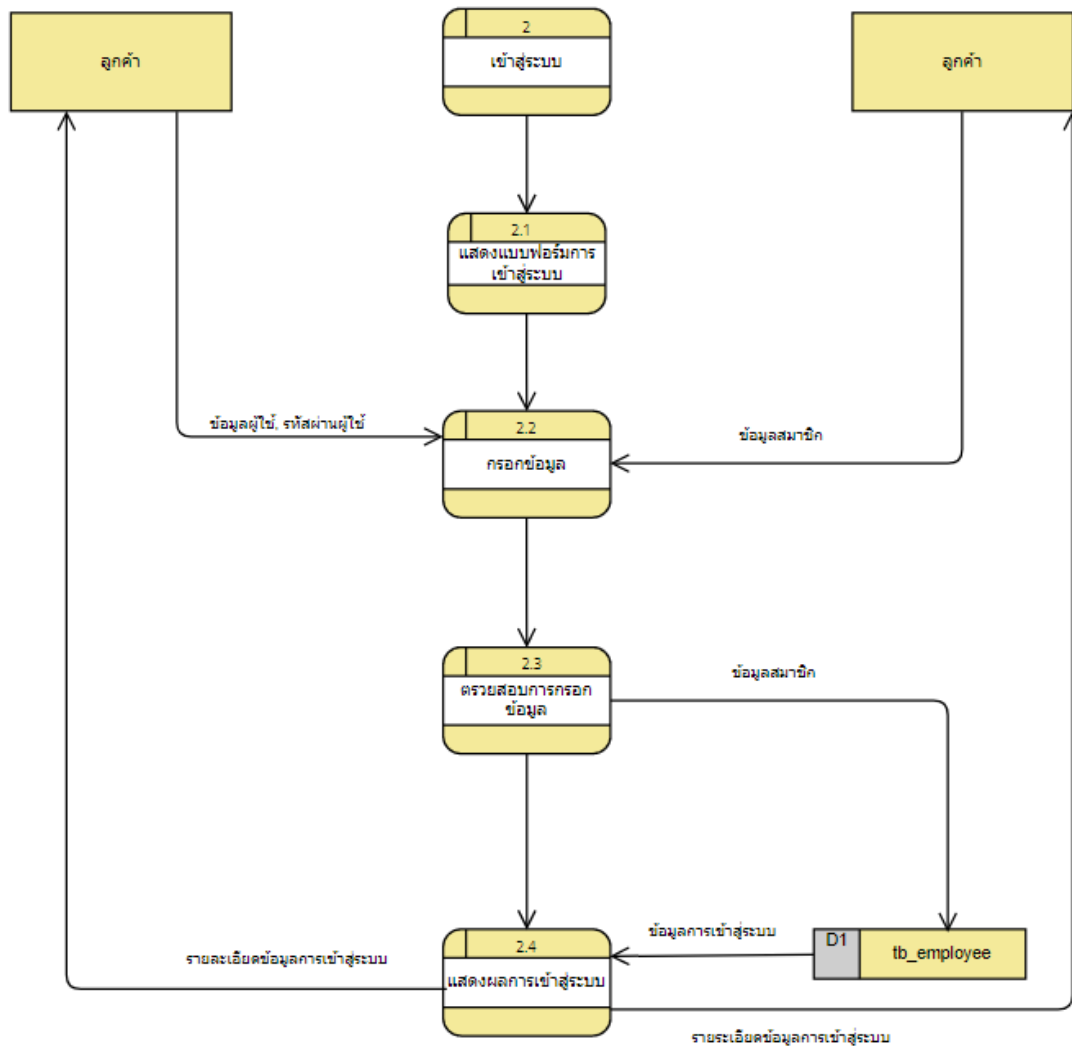 ลูกค้า
2
เข้าสู่ระบบ
ลูกค้า
2.1
แสดงแบบฟอร์มการ
เข้าสู่ระบบ
ข้อมูลผู้ใช้, รหัสผ่านผู้ใช้
2.2
กรอกข้อมูล
ข้อมูลสมาชิก
2.3
ตรวยสอบการกรอก
ข้อมูล
ข้อมูลสมาชิก
รายละเอียดข้อมูลการเข้าสู่ระบบ
2.4
แสดงผลการเข้าสู่ระบบ
ข้อมูลการเข้าสู่ระบบ
D1
tb_employee
รายระเอียดข้อมูลการเข้าสู่ระบบ